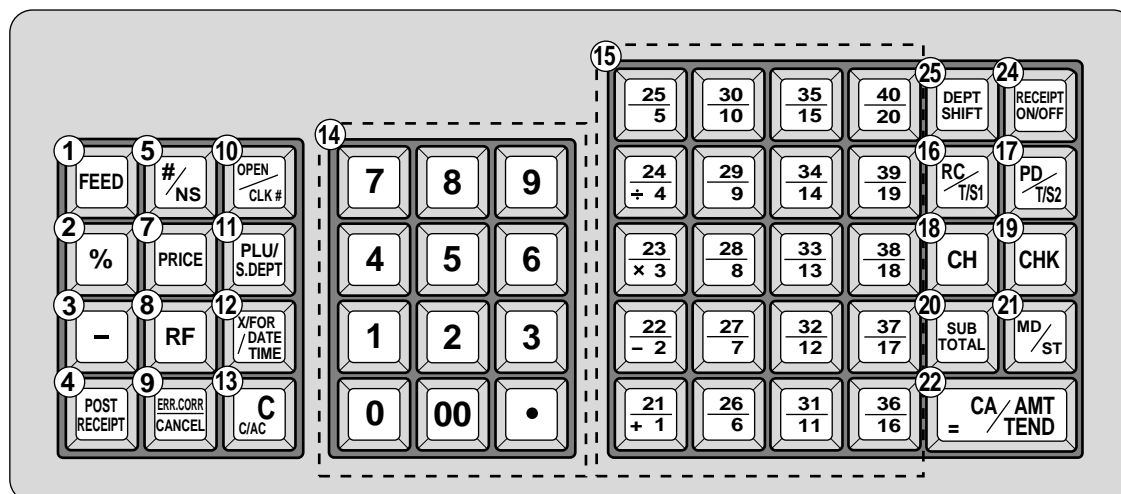 1
FEED
5
#/NS
10
OPEN/CLK #
2
%
7
PRICE
11
PLU/
S.DEPT
3
–
8
RF
12
X/FOR
/DATE
TIME
4
POST
RECEIPT
9
ERR.CORR
CANCEL
13
C
C/AC
14
7 8 9
4 5 6
1 2 3
0 00 •
15
25 30 35 40
5 10 15 20
24 29 34 39
÷ 4 9 14 19
23 28 33 38
× 3 8 13 18
22 27 32 37
– 2 7 12 17
21 26 31 36
+ 1 6 11 16
25
DEPT
SHIFT
24
RECEIPT
ON/OFF
16
RC/T/S1
17
PD/T/S2
18
CH
19
CHK
20
SUB
TOTAL
21
MD/ST
22
CA/AMT
= TEND